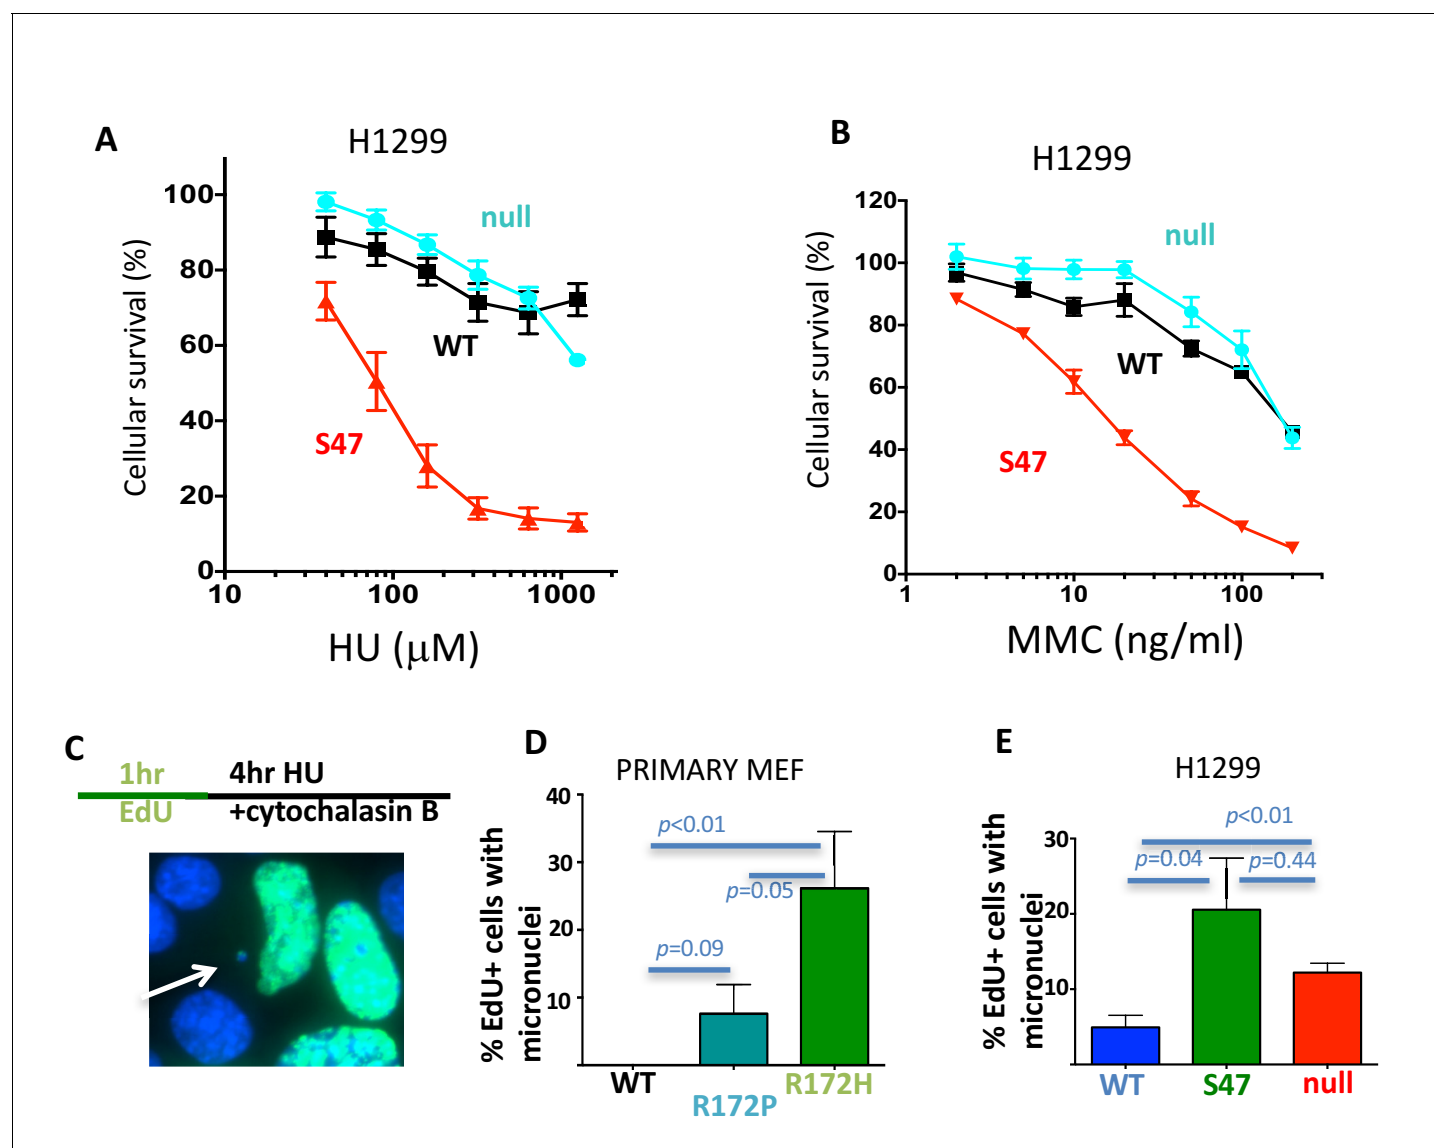 A
H1299
Cellular survival (%)
100
80
60
40
20
0
null
WT
S47
10
100
1000
HU (μM)
B
H1299
Cellular survival (%)
120
100
80
60
40
20
0
null
WT
S47
1
10
100
MMC (ng/ml)
C
1hr
4hr HU
EdU
+cytochalasin B
D
PRIMARY MEF
% EdU+ cells with
micronuclei
40
30
20
10
p<0.01
p=0.05
p=0.09
WT
R172P
R172H
E
H1299
% EdU+ cells with
micronuclei
30
20
10
p<0.01
p=0.04
p=0.44
WT
S47
null